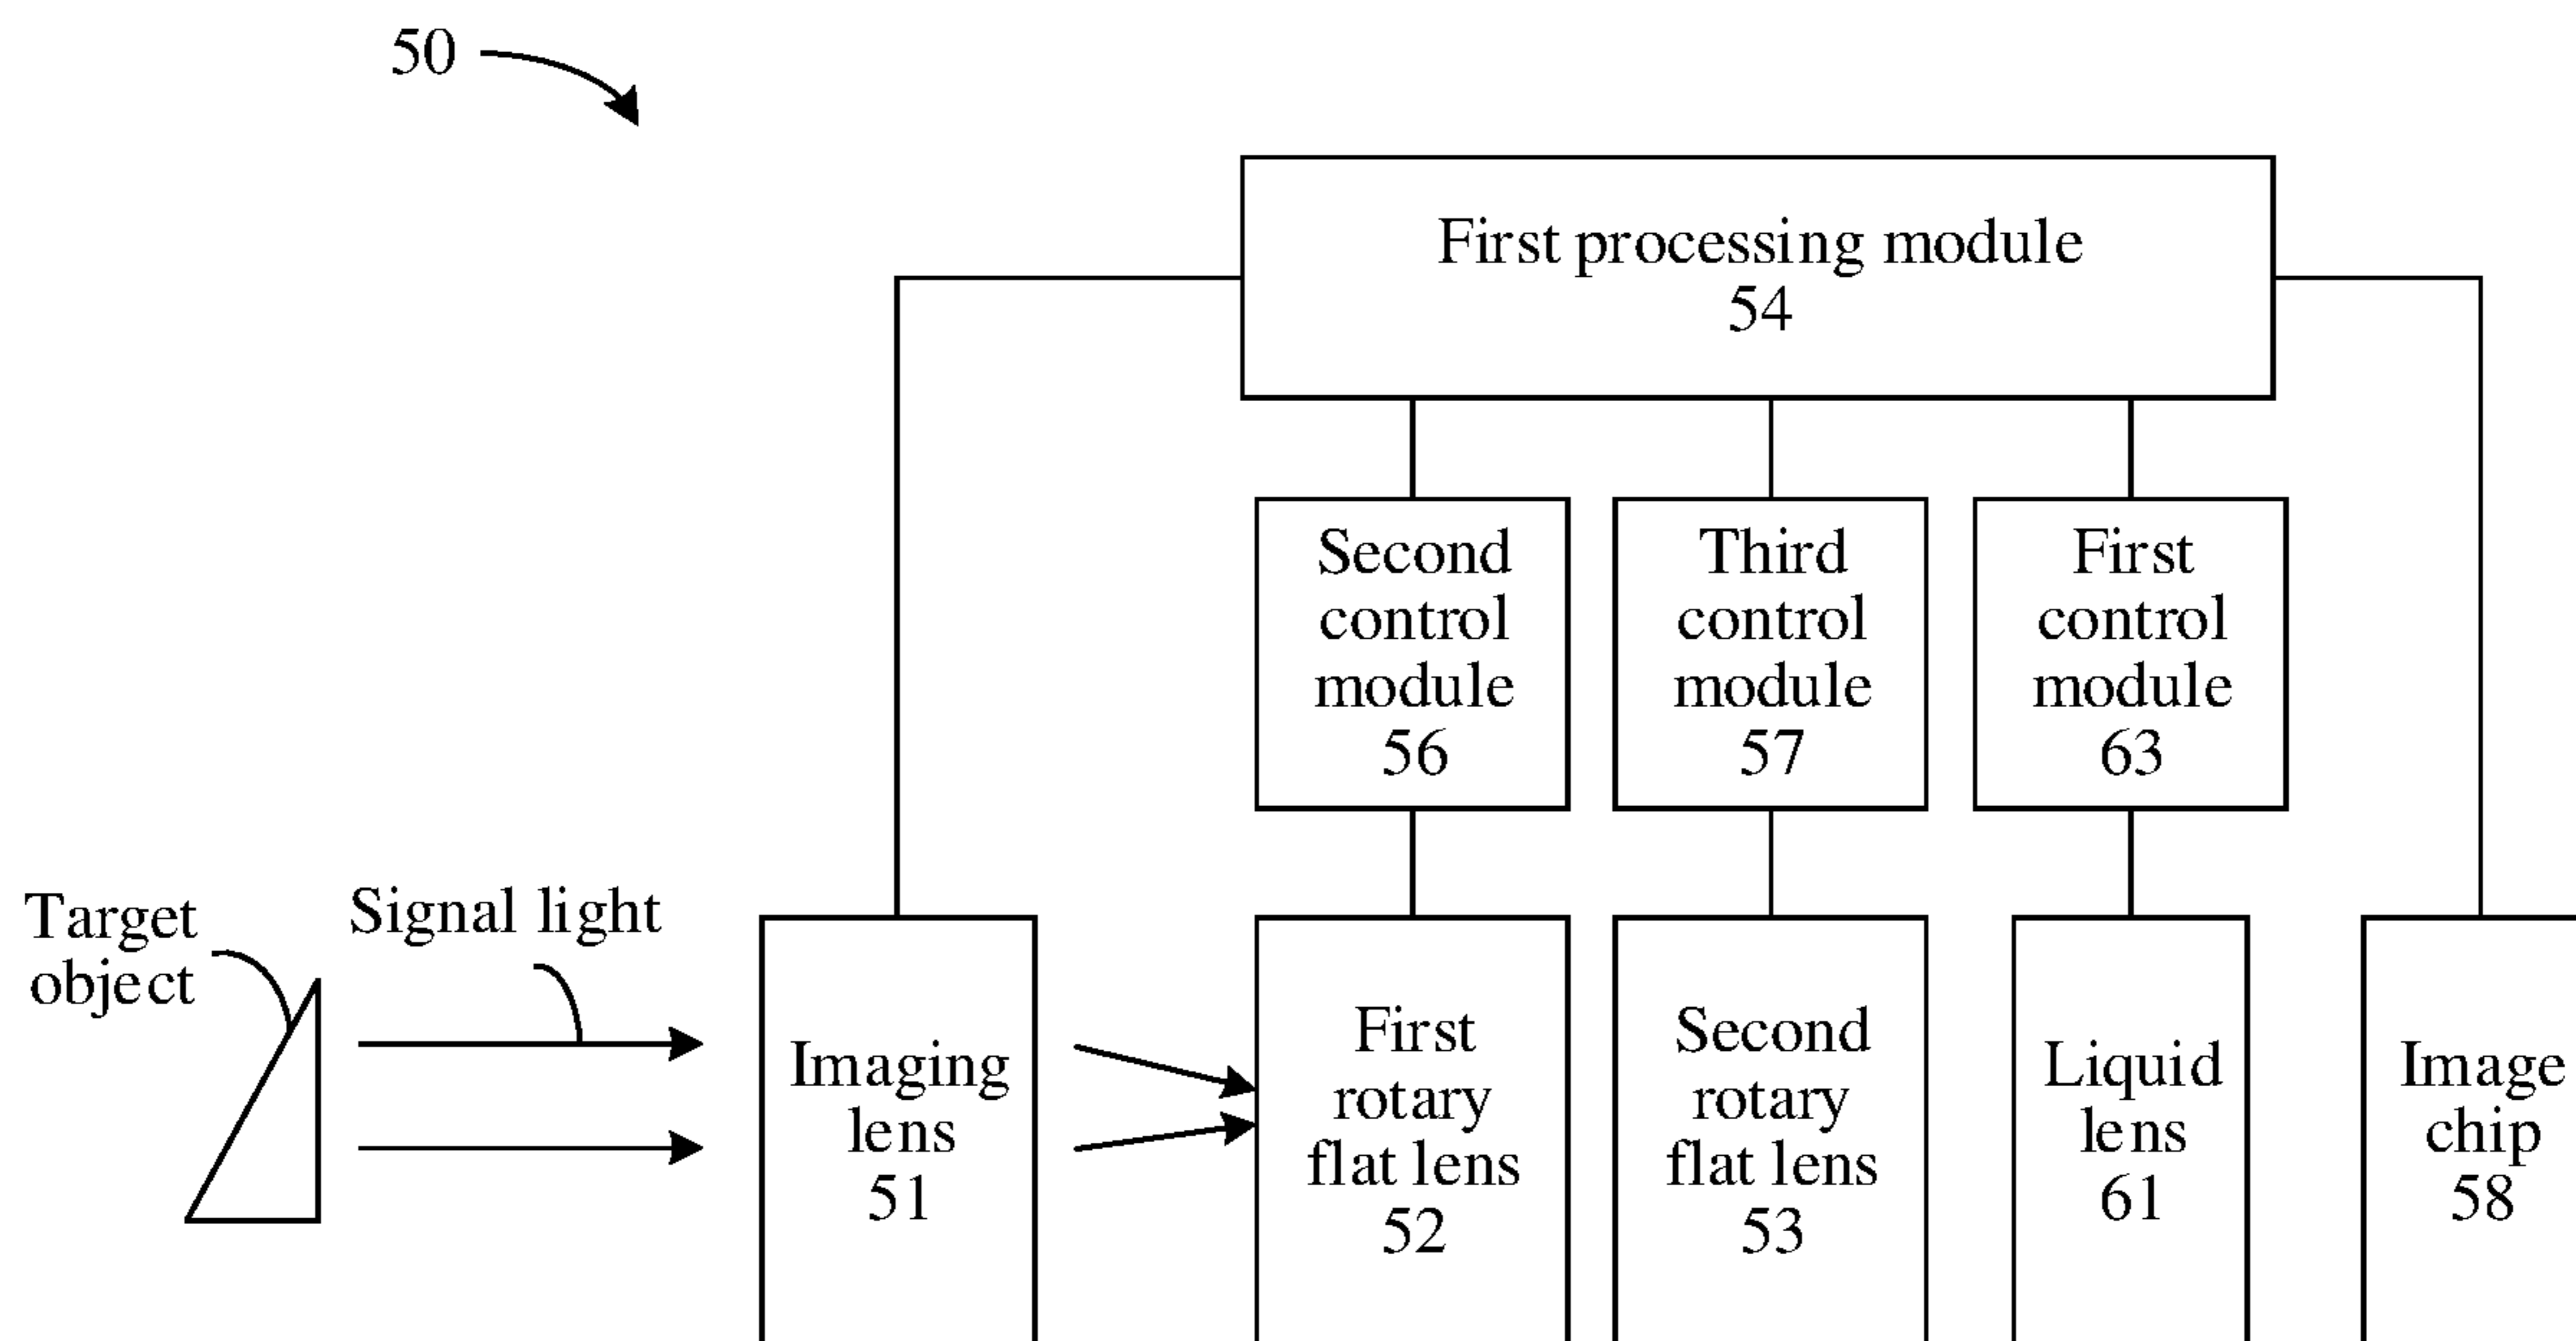 50
First processing module
54
Second
control
module
56
Third
control
module
57
First
control
module
63
Target
object
Signal light
Imaging
lens
51
First
rotary
flat lens
52
Second
rotary
flat lens
53
Liquid
lens
61
Image
chip
58